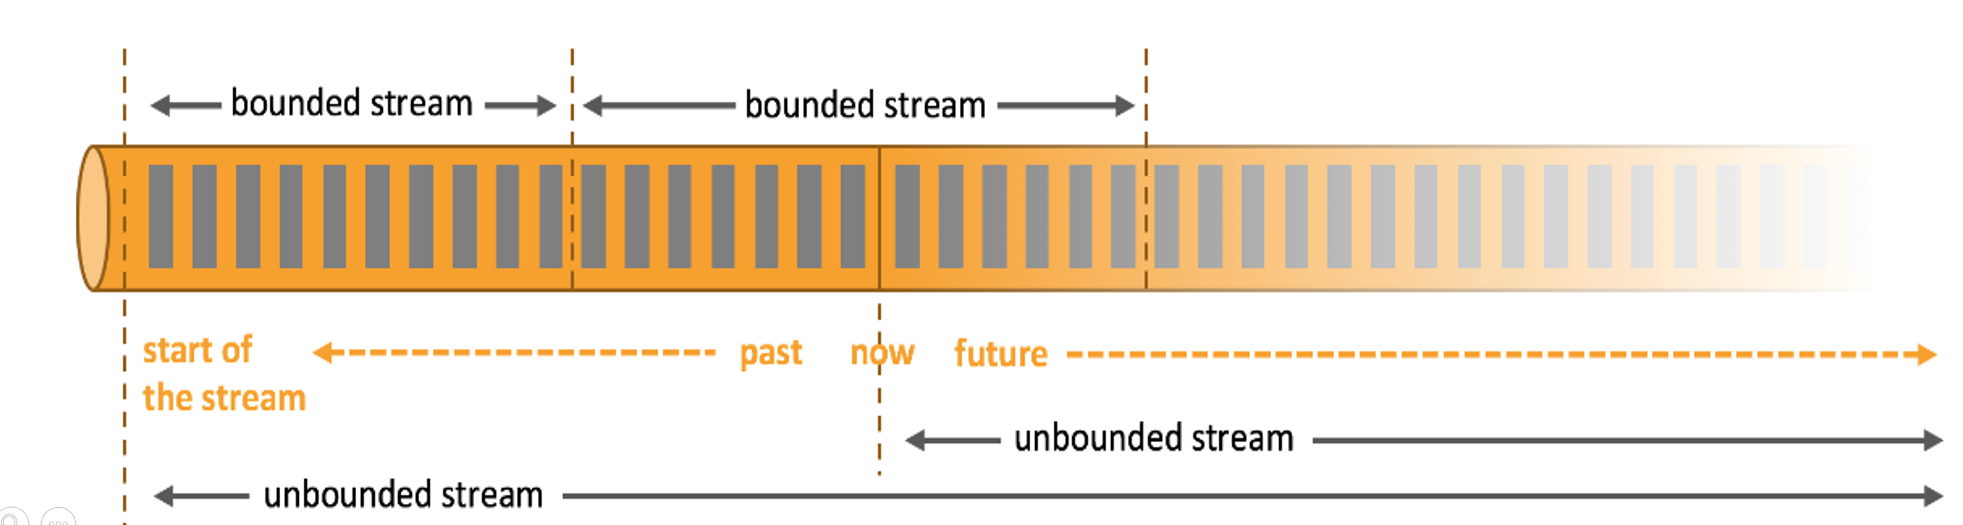 bounded stream
bounded stream
start of
the stream
past
now
future
unbounded stream
unbounded stream